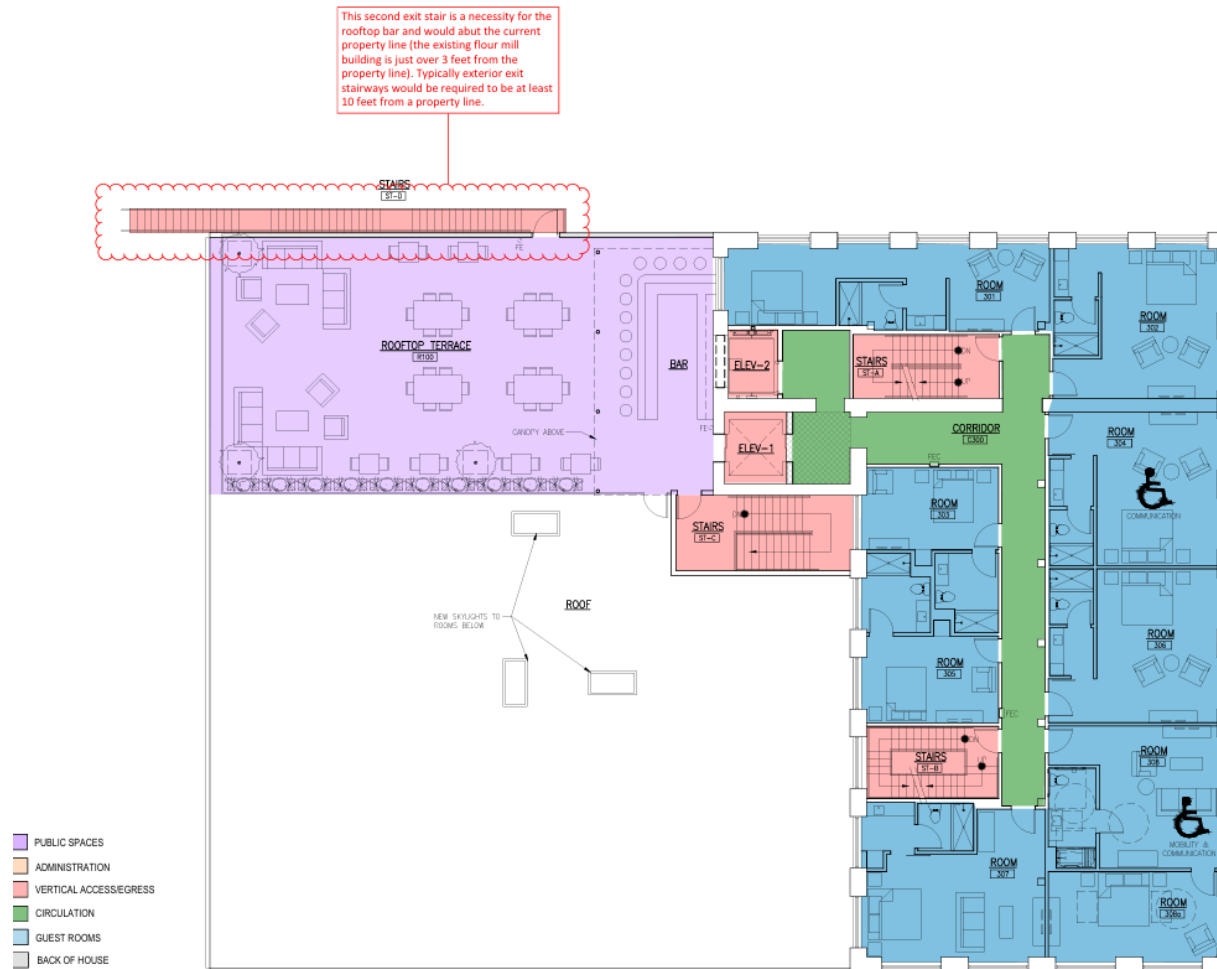 This second exit stair is a necessity for the
rooftop bar and would abut the current
property line (the existing flour mill
building is just over 3 feet from the
property line). Typically exterior exit
stairways would be required to be at least
10 feet from a property line.
STAIRS
ST-D
FE
ROOFTOP TERRACE
R100
BAR
CANOPY ABOVE
FE
ROOM
301
ROOM
302
ELEV-2
STAIRS
ST-A
DN
UP
ELEV-1
CORRIDOR
C300
FEC
ROOM
304
COMMUNICATION
ROOM
303
STAIRS
ST-C
DN
NEW SKYLIGHTS TO
ROOMS BELOW
ROOF
ROOM
305
ROOM
306
FEC
STAIRS
ST-B
DN
UP
ROOM
308
MOBILITY &
COMMUNICATION
ROOM
307
ROOM
308a
PUBLIC SPACES
ADMINISTRATION
VERTICAL ACCESS/EGRESS
CIRCULATION
GUEST ROOMS
BACK OF HOUSE